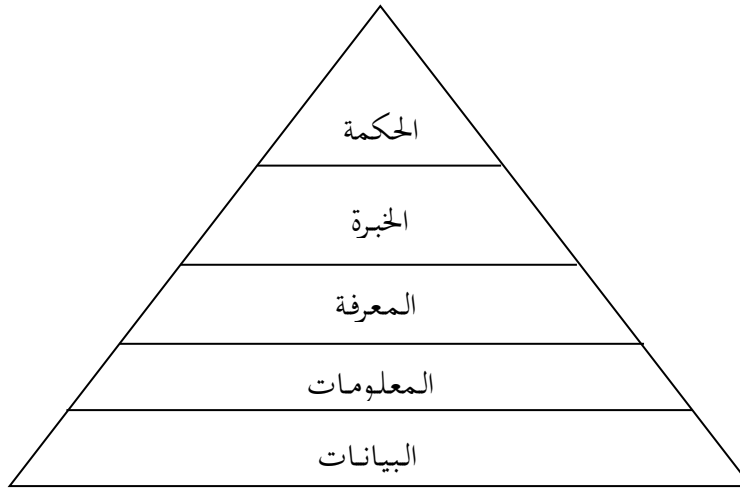 الحكمة
الخبرة
المعرفة
المعلومات
البيانات